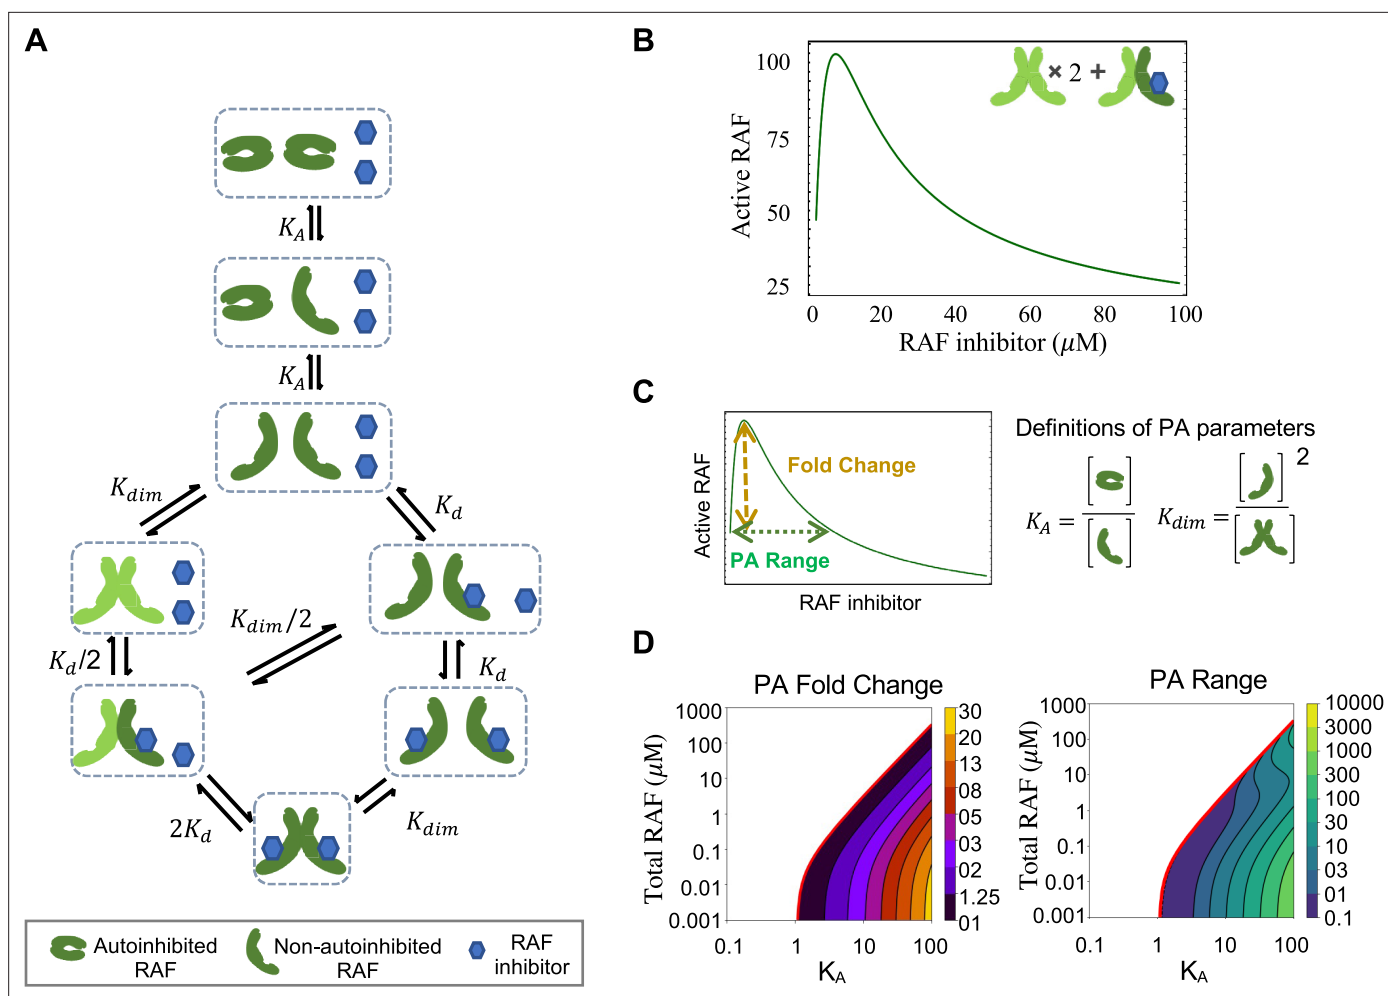 A
K_A
K_A
K_dim
K_d
K_dim/2
K_d/2
K_d
2K_d
K_dim
Autoinhibited RAF
Non-autoinhibited RAF
RAF inhibitor
B
100
75
50
25
Active RAF
× 2 +
0 20 40 60 80 100
RAF inhibitor (μM)
C
Active RAF
Fold Change
PA Range
RAF inhibitor
Definitions of PA parameters
K_A =
K_dim =
2
D
PA Fold Change
Total RAF (μM)
1000
100
10
1
0.1
0.01
0.001
0.1 1 10 100
K_A
30
20
13
08
05
03
02
1.25
01
PA Range
Total RAF (μM)
1000
100
10
1
0.1
0.01
0.001
0.1 1 10 100
K_A
10000
3000
1000
300
100
30
10
03
01
0.1